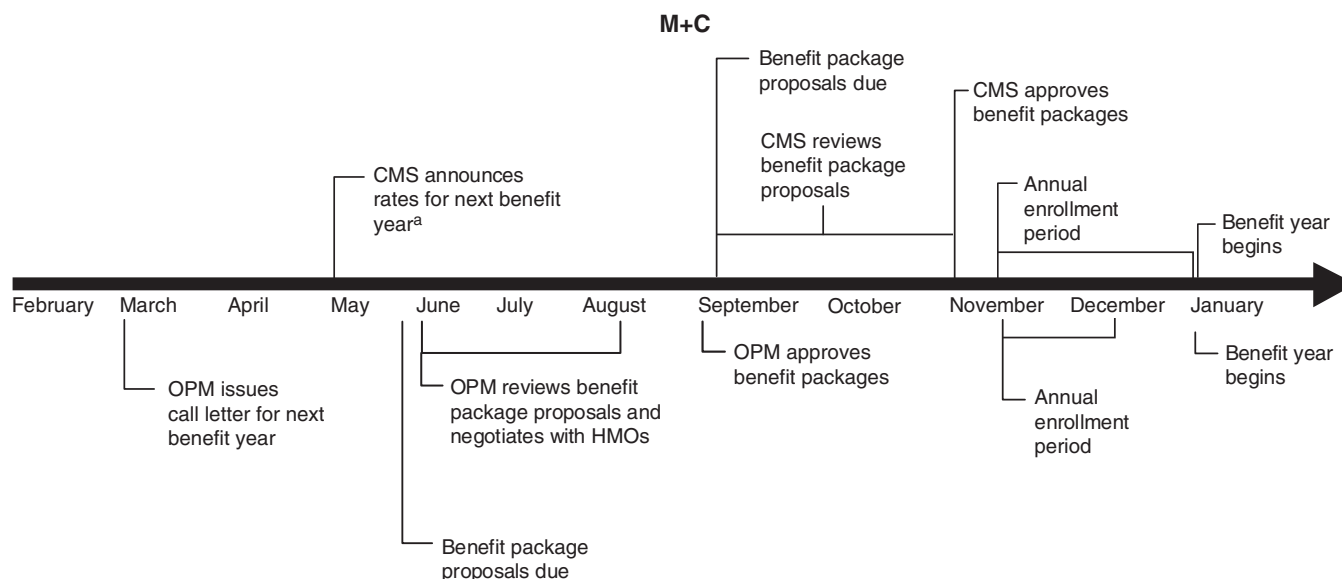 M+C
Benefit package
proposals due
CMS approves
benefit packages
CMS reviews
benefit package
proposals
CMS announces
rates for next benefit
yearª
Annual
enrollment
period
Benefit year
begins
February March April May June July August September October November December January
OPM issues
call letter for next
benefit year
OPM reviews benefit
package proposals and
negotiates with HMOs
OPM approves
benefit packages
Benefit year
begins
Annual
enrollment
period
Benefit package
proposals due